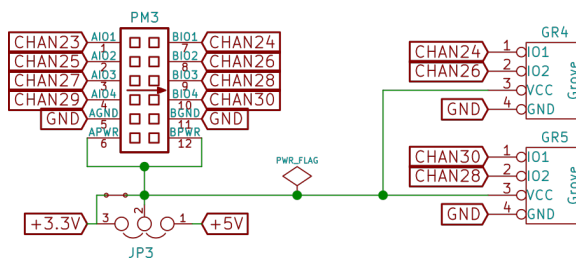 PM3
CHAN23 AIO1 BIO1 CHAN24
1 7
CHAN25 AIO2 BIO2 CHAN26
2 8
CHAN27 AIO3 BIO3 CHAN28
3 9
CHAN29 AIO4 BIO4 CHAN30
4 10
GND AGND BGND GND
5 11
APWR BPWR
6 12
GR4
CHAN24 1 IO1
CHAN26 2 IO2
3 VCC
GND 4 GND
Grove
GR5
CHAN30 1 IO1
CHAN28 2 IO2
3 VCC
GND 4 GND
Grove
PWR_FLAG
+3.3V 3 2 1 +5V
JP3